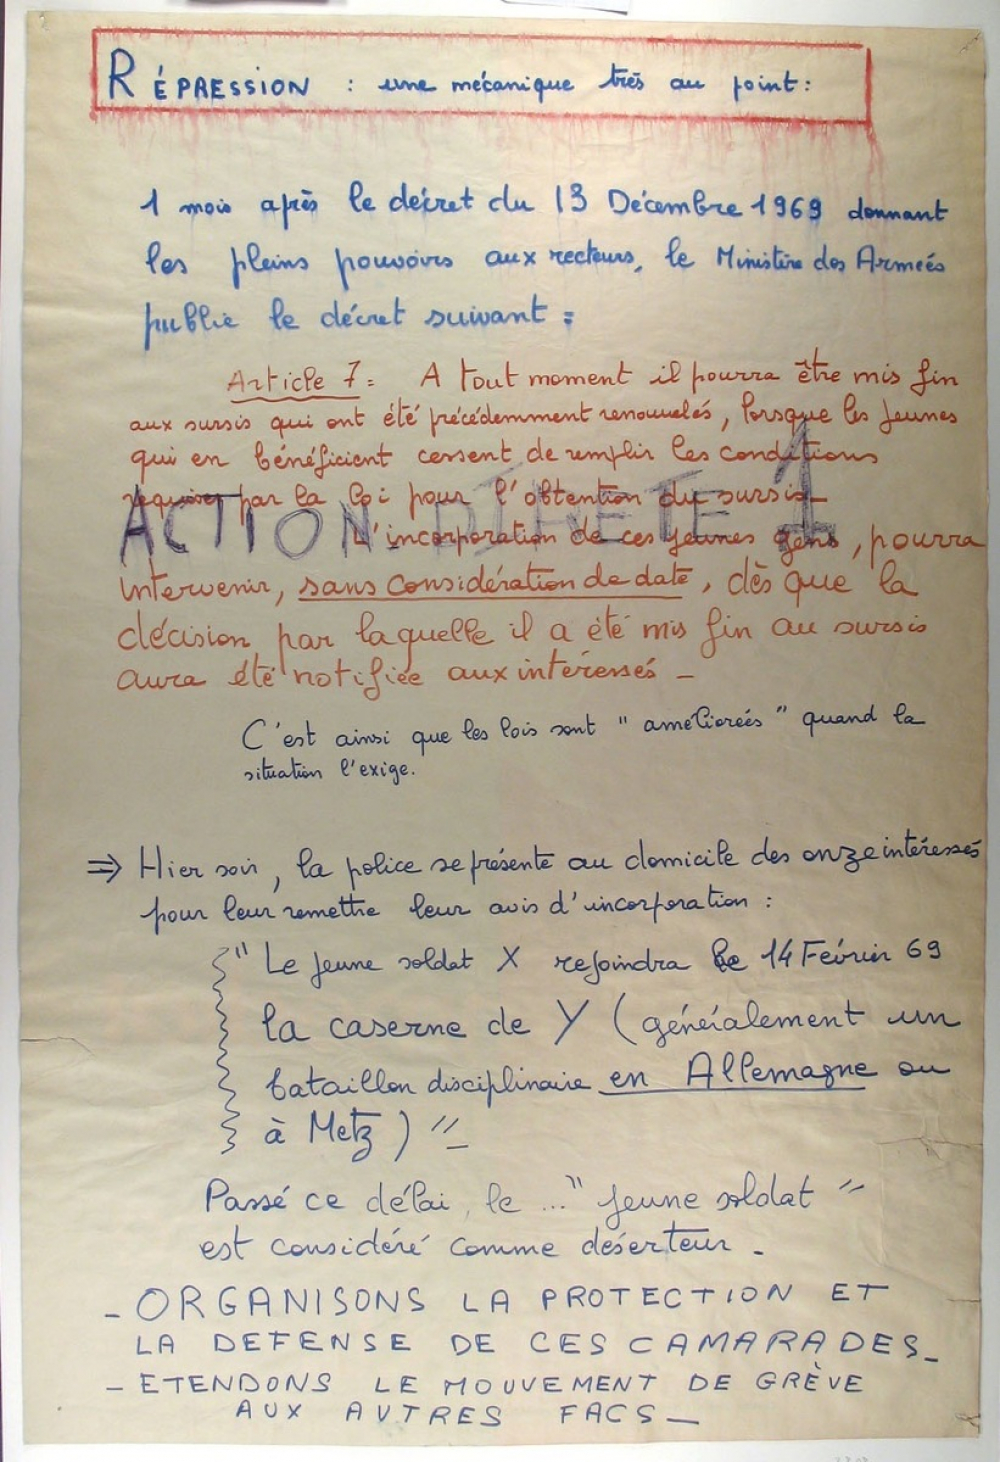 RÉPRESSION : une mécanique très au point :
1 mois après le décret du 13 Décembre 1969 donnant
les pleins pouvoirs aux recteurs, le Ministère des Armées
publie le décret suivant =
Article 7 = A tout moment il pourra être mis fin
aux sursis qui ont été précédemment renouvelés, lorsque les jeunes
qui en bénéficient cessent de remplir les conditions
requises par la loi pour l'obtention du sursis_
ACTION DIRETE 1
L'incorporation de ces jeunes gens, pourra
intervenir, sans considération de date, dès que la
décision par laquelle il a été mis fin au sursis
aura été notifiée aux intéressés _
C'est ainsi que les lois sont " améliorées " quand la
situation l'exige.
⇒ Hier soir, la police se présente au domicile des onze intéressés
pour leur remettre leur avis d'incorporation :
" Le jeune soldat X rejoindra le 14 Février 69
la caserne de Y ( généralement un
bataillon disciplinaire en Allemagne ou
à Metz ) "_
Passé ce délai, le ... " jeune soldat "
est considéré comme déserteur _
_ ORGANISONS LA PROTECTION ET
LA DEFENSE DE CES CAMARADES_
_ ETENDONS LE MOUVEMENT DE GRÈVE
AUX AUTRES FACS _